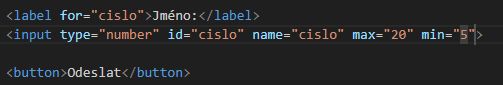 <label for="cislo">Jméno:</label>
<input type="number" id="cislo" name="cislo" max="20" min="5">
<button>Odeslat</button>